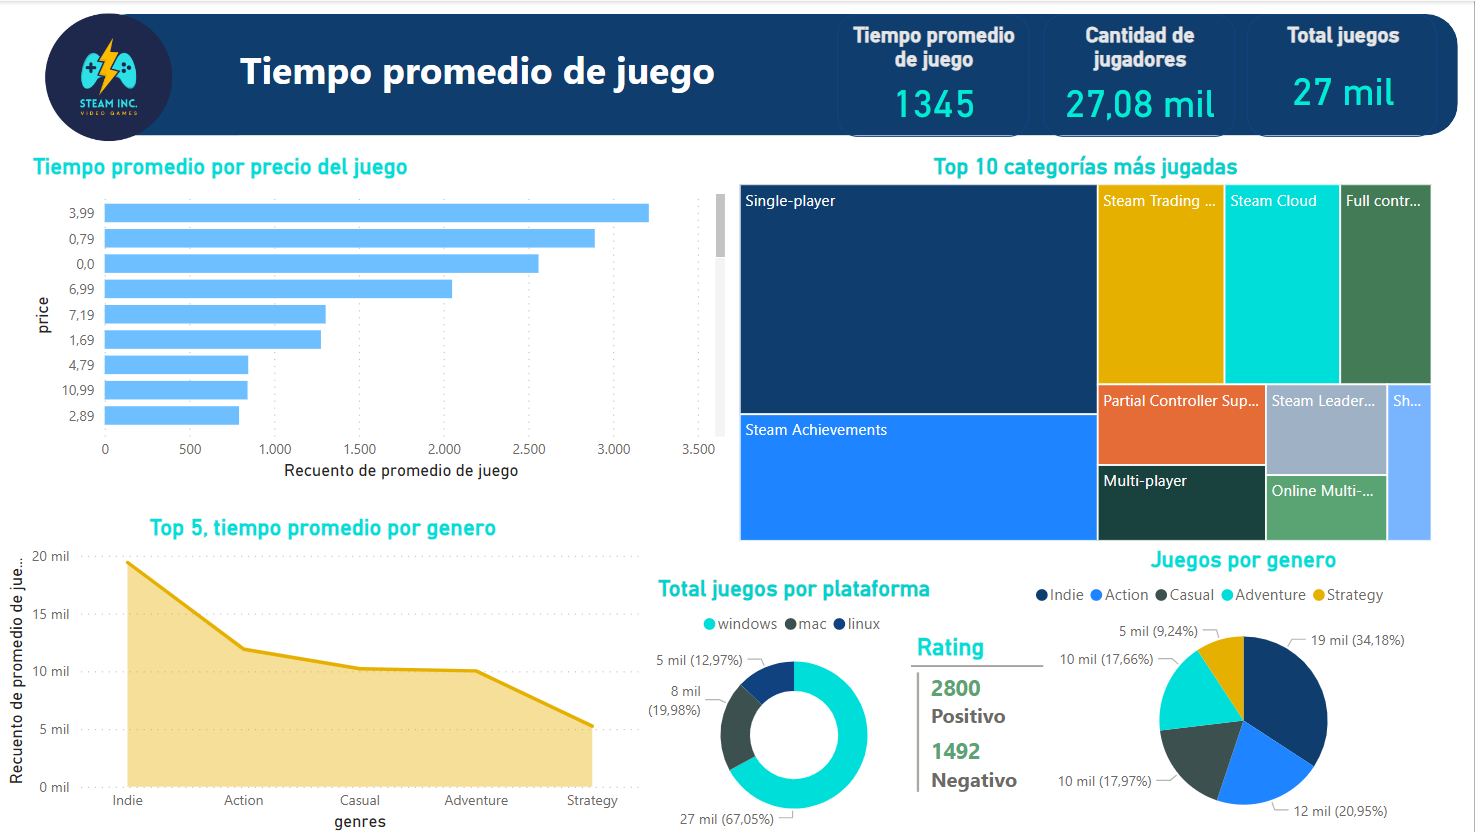 STEAM INC.
VIDEO GAMES
Tiempo promedio de juego
Tiempo promedio
de juego
1345
Cantidad de
jugadores
27,08 mil
Total juegos
27 mil
Tiempo promedio por precio del juego
price
3,99
0,79
0,0
6,99
7,19
1,69
4,79
10,99
2,89
0
500
1.000
1.500
2.000
2.500
3.000
3.500
Recuento de promedio de juego
Top 10 categorías más jugadas
Single-player
Steam Achievements
Steam Trading ...
Steam Cloud
Full contr...
Partial Controller Sup...
Multi-player
Steam Leader...
Online Multi-...
Sh...
Top 5, tiempo promedio por genero
Recuento de promedio de jue...
20 mil
15 mil
10 mil
5 mil
0 mil
Indie
Action
Casual
Adventure
Strategy
genres
Total juegos por plataforma
windows
mac
linux
5 mil (12,97%)
8 mil
(19,98%)
27 mil (67,05%)
Rating
2800
Positivo
1492
Negativo
Juegos por genero
Indie
Action
Casual
Adventure
Strategy
5 mil (9,24%)
19 mil (34,18%)
10 mil (17,66%)
10 mil (17,97%)
12 mil (20,95%)